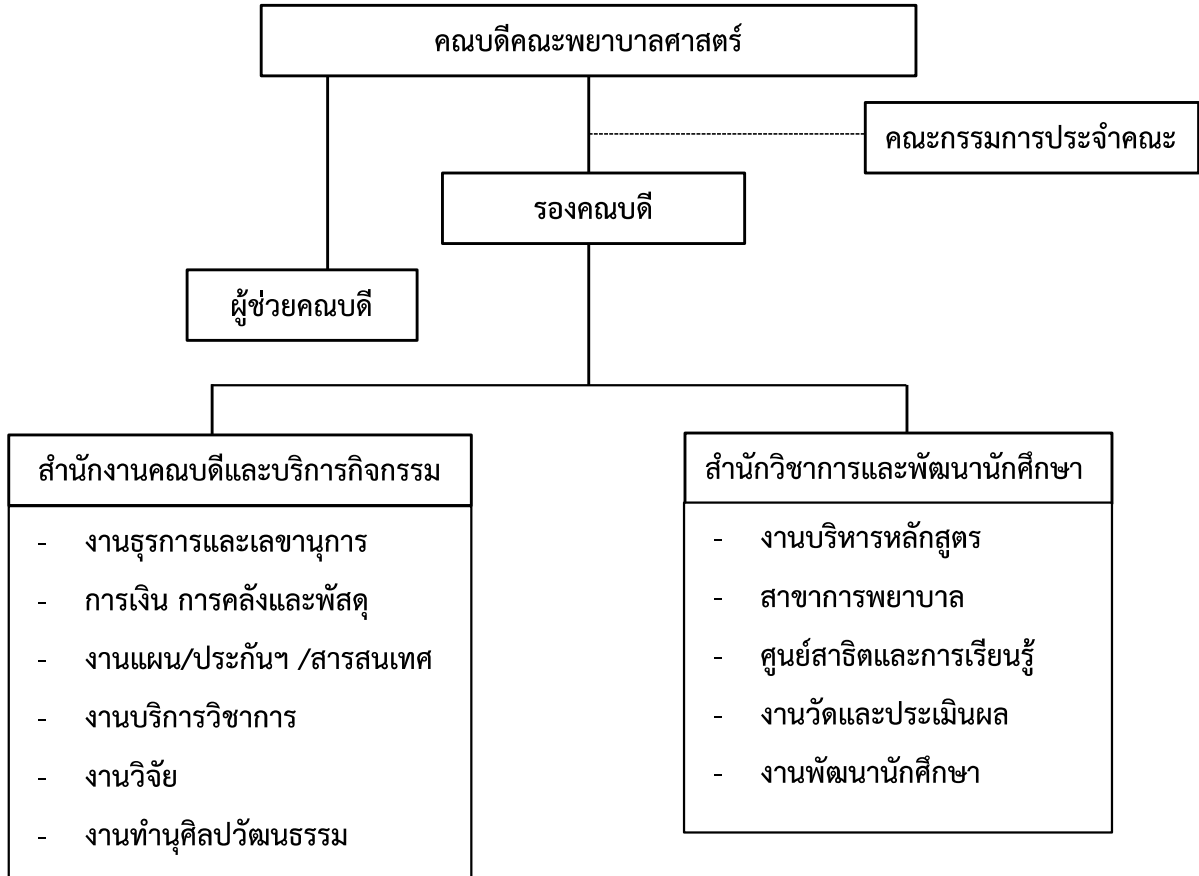 คณบดีคณะพยาบาลศาสตร์
คณะกรรมการประจำคณะ
รองคณบดี
ผู้ช่วยคณบดี
สำนักงานคณบดีและบริการกิจกรรม
- งานธุรการและเลขานุการ
- การเงิน การคลังและพัสดุ
- งานแผน/ประกันฯ /สารสนเทศ
- งานบริการวิชาการ
- งานวิจัย
- งานทำนุศิลปวัฒนธรรม
สำนักวิชาการและพัฒนานักศึกษา
- งานบริหารหลักสูตร
- สาขาการพยาบาล
- ศูนย์สาธิตและการเรียนรู้
- งานวัดและประเมินผล
- งานพัฒนานักศึกษา